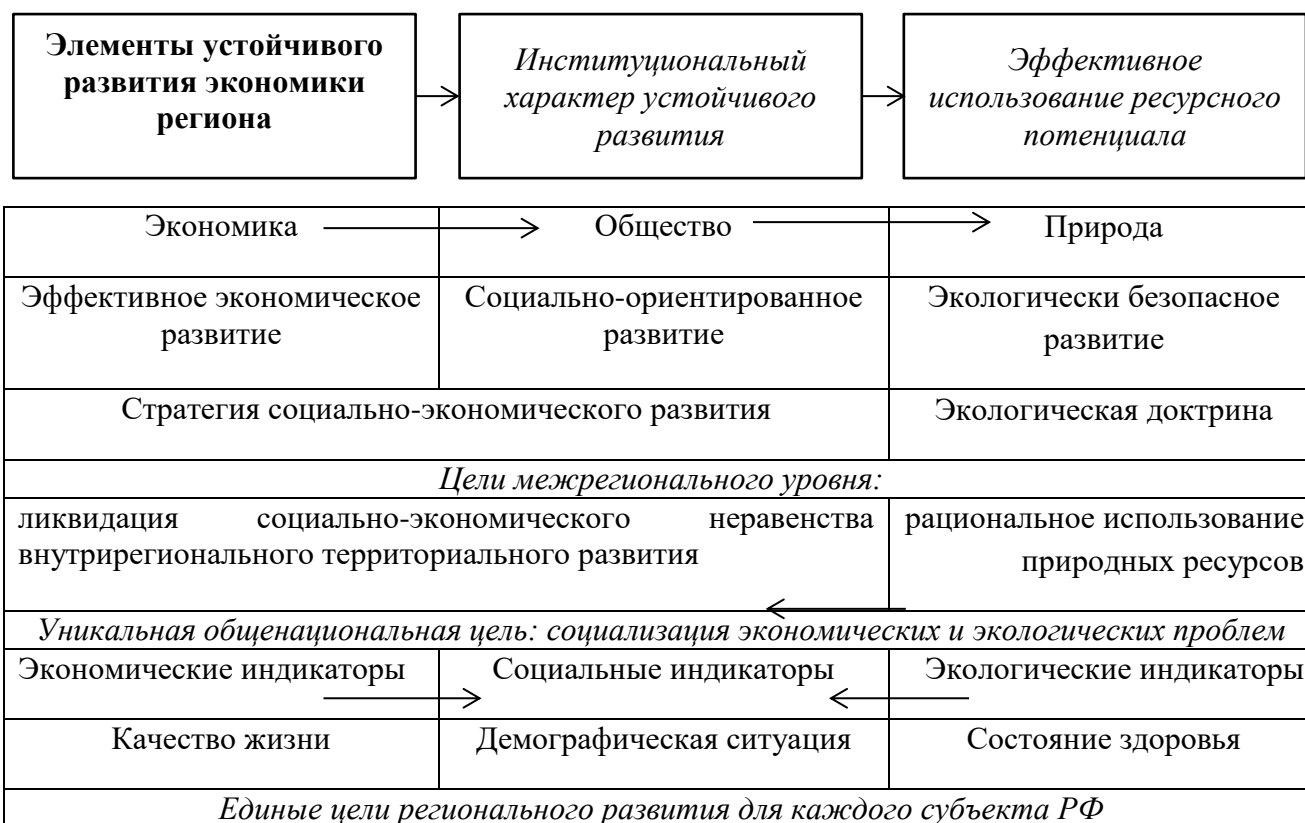 Элементы устойчивого
развития экономики
региона
Институциональный
характер устойчивого
развития
Эффективное
использование ресурсного
потенциала
Экономика
Общество
Природа
Эффективное экономическое
развитие
Социально-ориентированное
развитие
Экологически безопасное
развитие
Стратегия социально-экономического развития
Экологическая доктрина
Цели межрегионального уровня:
ликвидация социально-экономического неравенства
внутрирегионального территориального развития
рациональное использование
природных ресурсов
Уникальная общенациональная цель: социализация экономических и экологических проблем
Экономические индикаторы
Социальные индикаторы
Экологические индикаторы
Качество жизни
Демографическая ситуация
Состояние здоровья
Единые цели регионального развития для каждого субъекта РФ